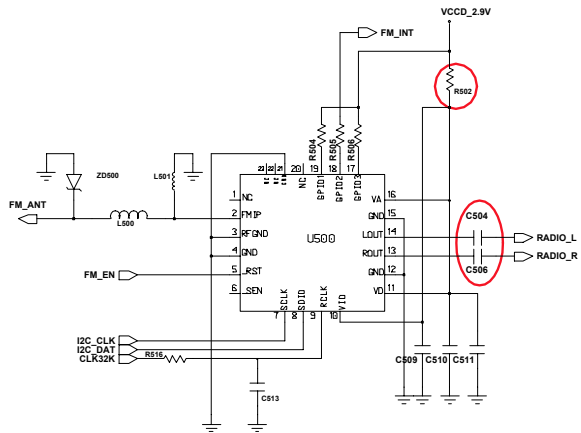 VCCD_2.9V
FM_INT
R502
R504
R505
R506
23 22 21 20 19 18 17
NC
GPIO1
GPIO2
GPIO3
ZD500
L501
FM_ANT
L500
1 NC
2 FMIP
3 RFGND
4 GND
5 _RST
6 _SEN
U500
VA 16
GND 15
LOUT 14
ROUT 13
GND 12
VD 11
C504
C506
RADIO_L
RADIO_R
FM_EN
SCLK
SDIO
RCLK
VIO
7 8 9 10
I2C_CLK
I2C_DAT
CLK32K
R516
C509 C510 C511
C513